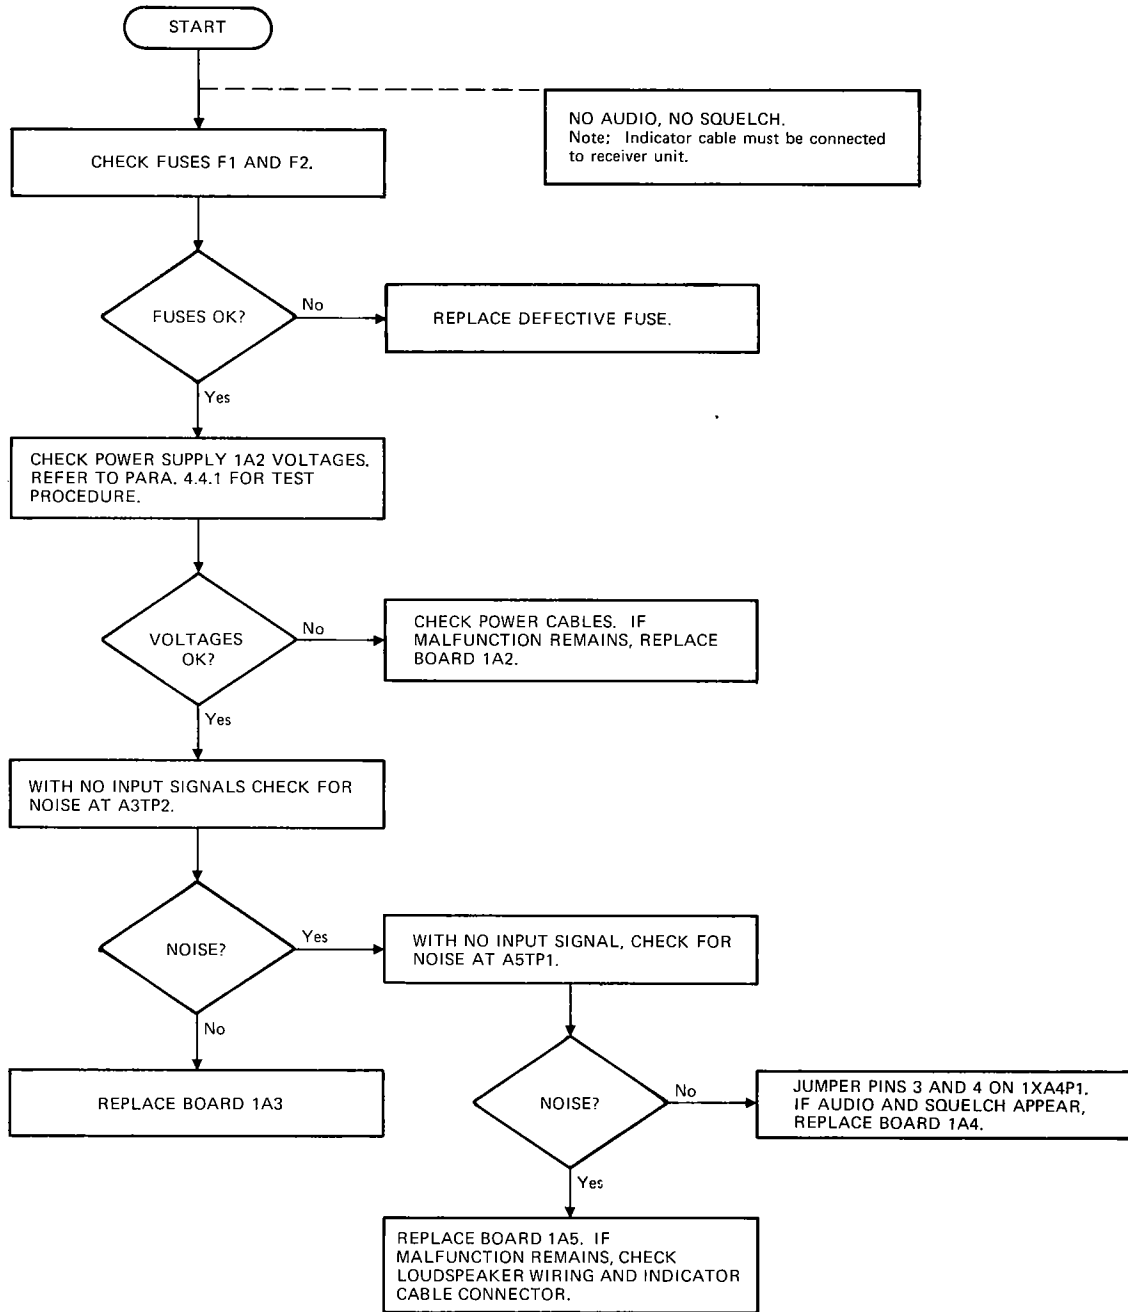 START
NO AUDIO, NO SQUELCH.
Note: Indicator cable must be connected
to receiver unit.
CHECK FUSES F1 AND F2.
FUSES OK?
No
REPLACE DEFECTIVE FUSE.
Yes
CHECK POWER SUPPLY 1A2 VOLTAGES.
REFER TO PARA. 4.4.1 FOR TEST
PROCEDURE.
VOLTAGES
OK?
No
CHECK POWER CABLES. IF
MALFUNCTION REMAINS, REPLACE
BOARD 1A2.
Yes
WITH NO INPUT SIGNALS CHECK FOR
NOISE AT A3TP2.
NOISE?
Yes
WITH NO INPUT SIGNAL, CHECK FOR
NOISE AT A5TP1.
No
REPLACE BOARD 1A3
NOISE?
No
JUMPER PINS 3 AND 4 ON 1XA4P1.
IF AUDIO AND SQUELCH APPEAR,
REPLACE BOARD 1A4.
Yes
REPLACE BOARD 1A5. IF
MALFUNCTION REMAINS, CHECK
LOUDSPEAKER WIRING AND INDICATOR
CABLE CONNECTOR.